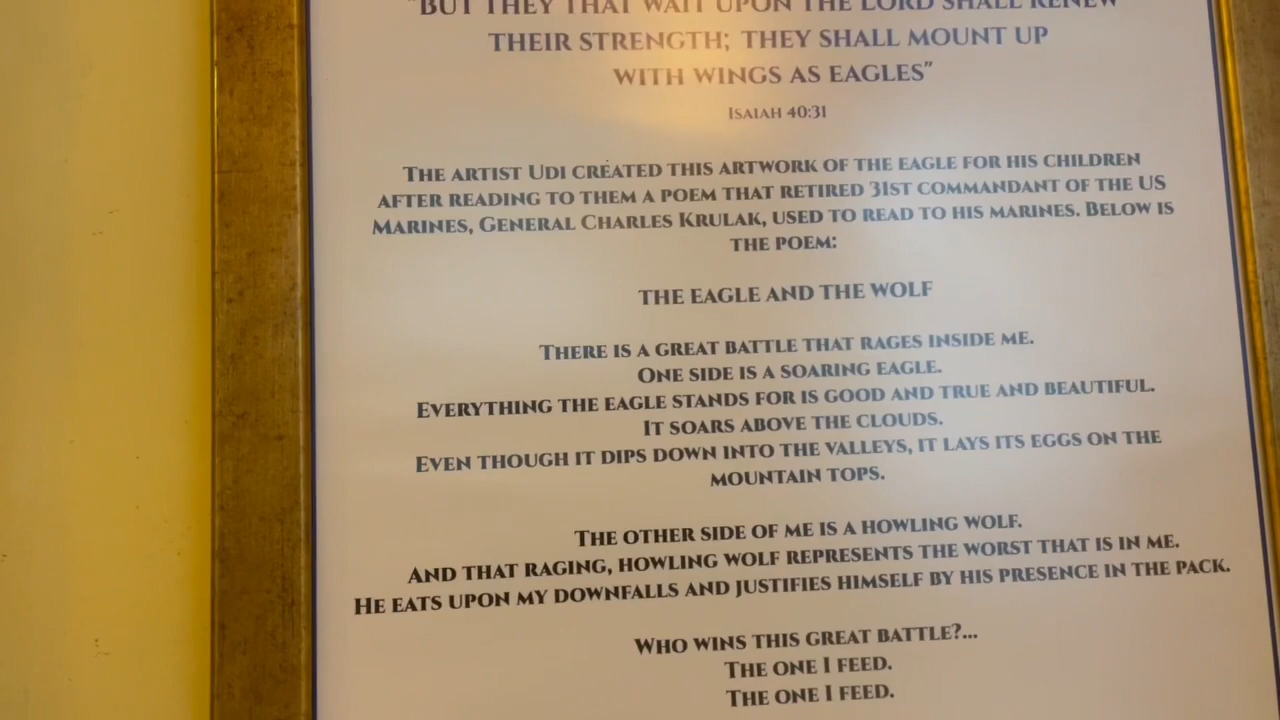 "But they that wait upon the Lord shall renew
their strength; they shall mount up
with wings as eagles"
Isaiah 40:31
The artist Udi created this artwork of the eagle for his children
after reading to them a poem that retired 31st commandant of the US
Marines, General Charles Krulak, used to read to his marines. Below is
the poem:
THE EAGLE AND THE WOLF
There is a great battle that rages inside me.
One side is a soaring eagle.
Everything the eagle stands for is good and true and beautiful.
It soars above the clouds.
Even though it dips down into the valleys, it lays its eggs on the
mountain tops.
The other side of me is a howling wolf.
And that raging, howling wolf represents the worst that is in me.
He eats upon my downfalls and justifies himself by his presence in the pack.
Who wins this great battle?...
The one I feed.
The one I feed.